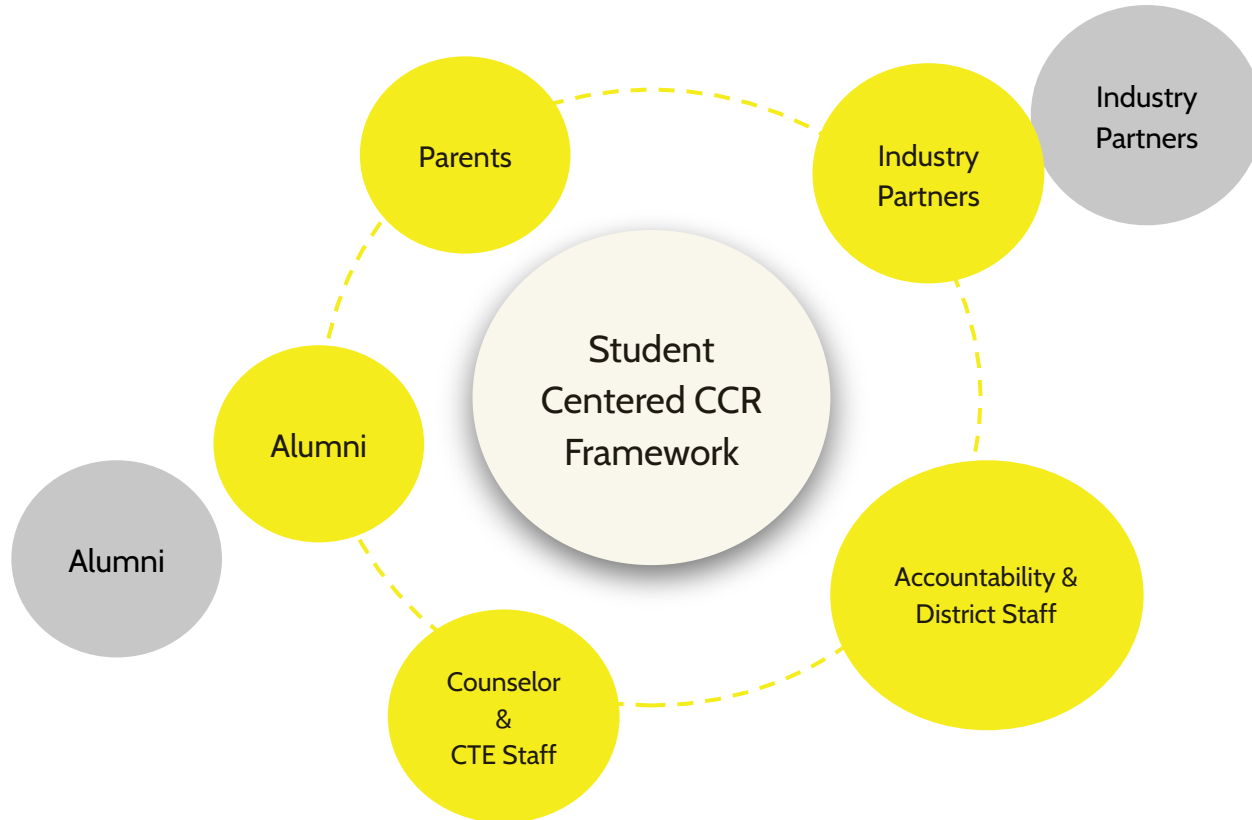 Industry
Partners
Parents
Industry
Partners
Student
Centered CCR
Framework
Alumni
Alumni
Accountability &
District Staff
Counselor
&
CTE Staff